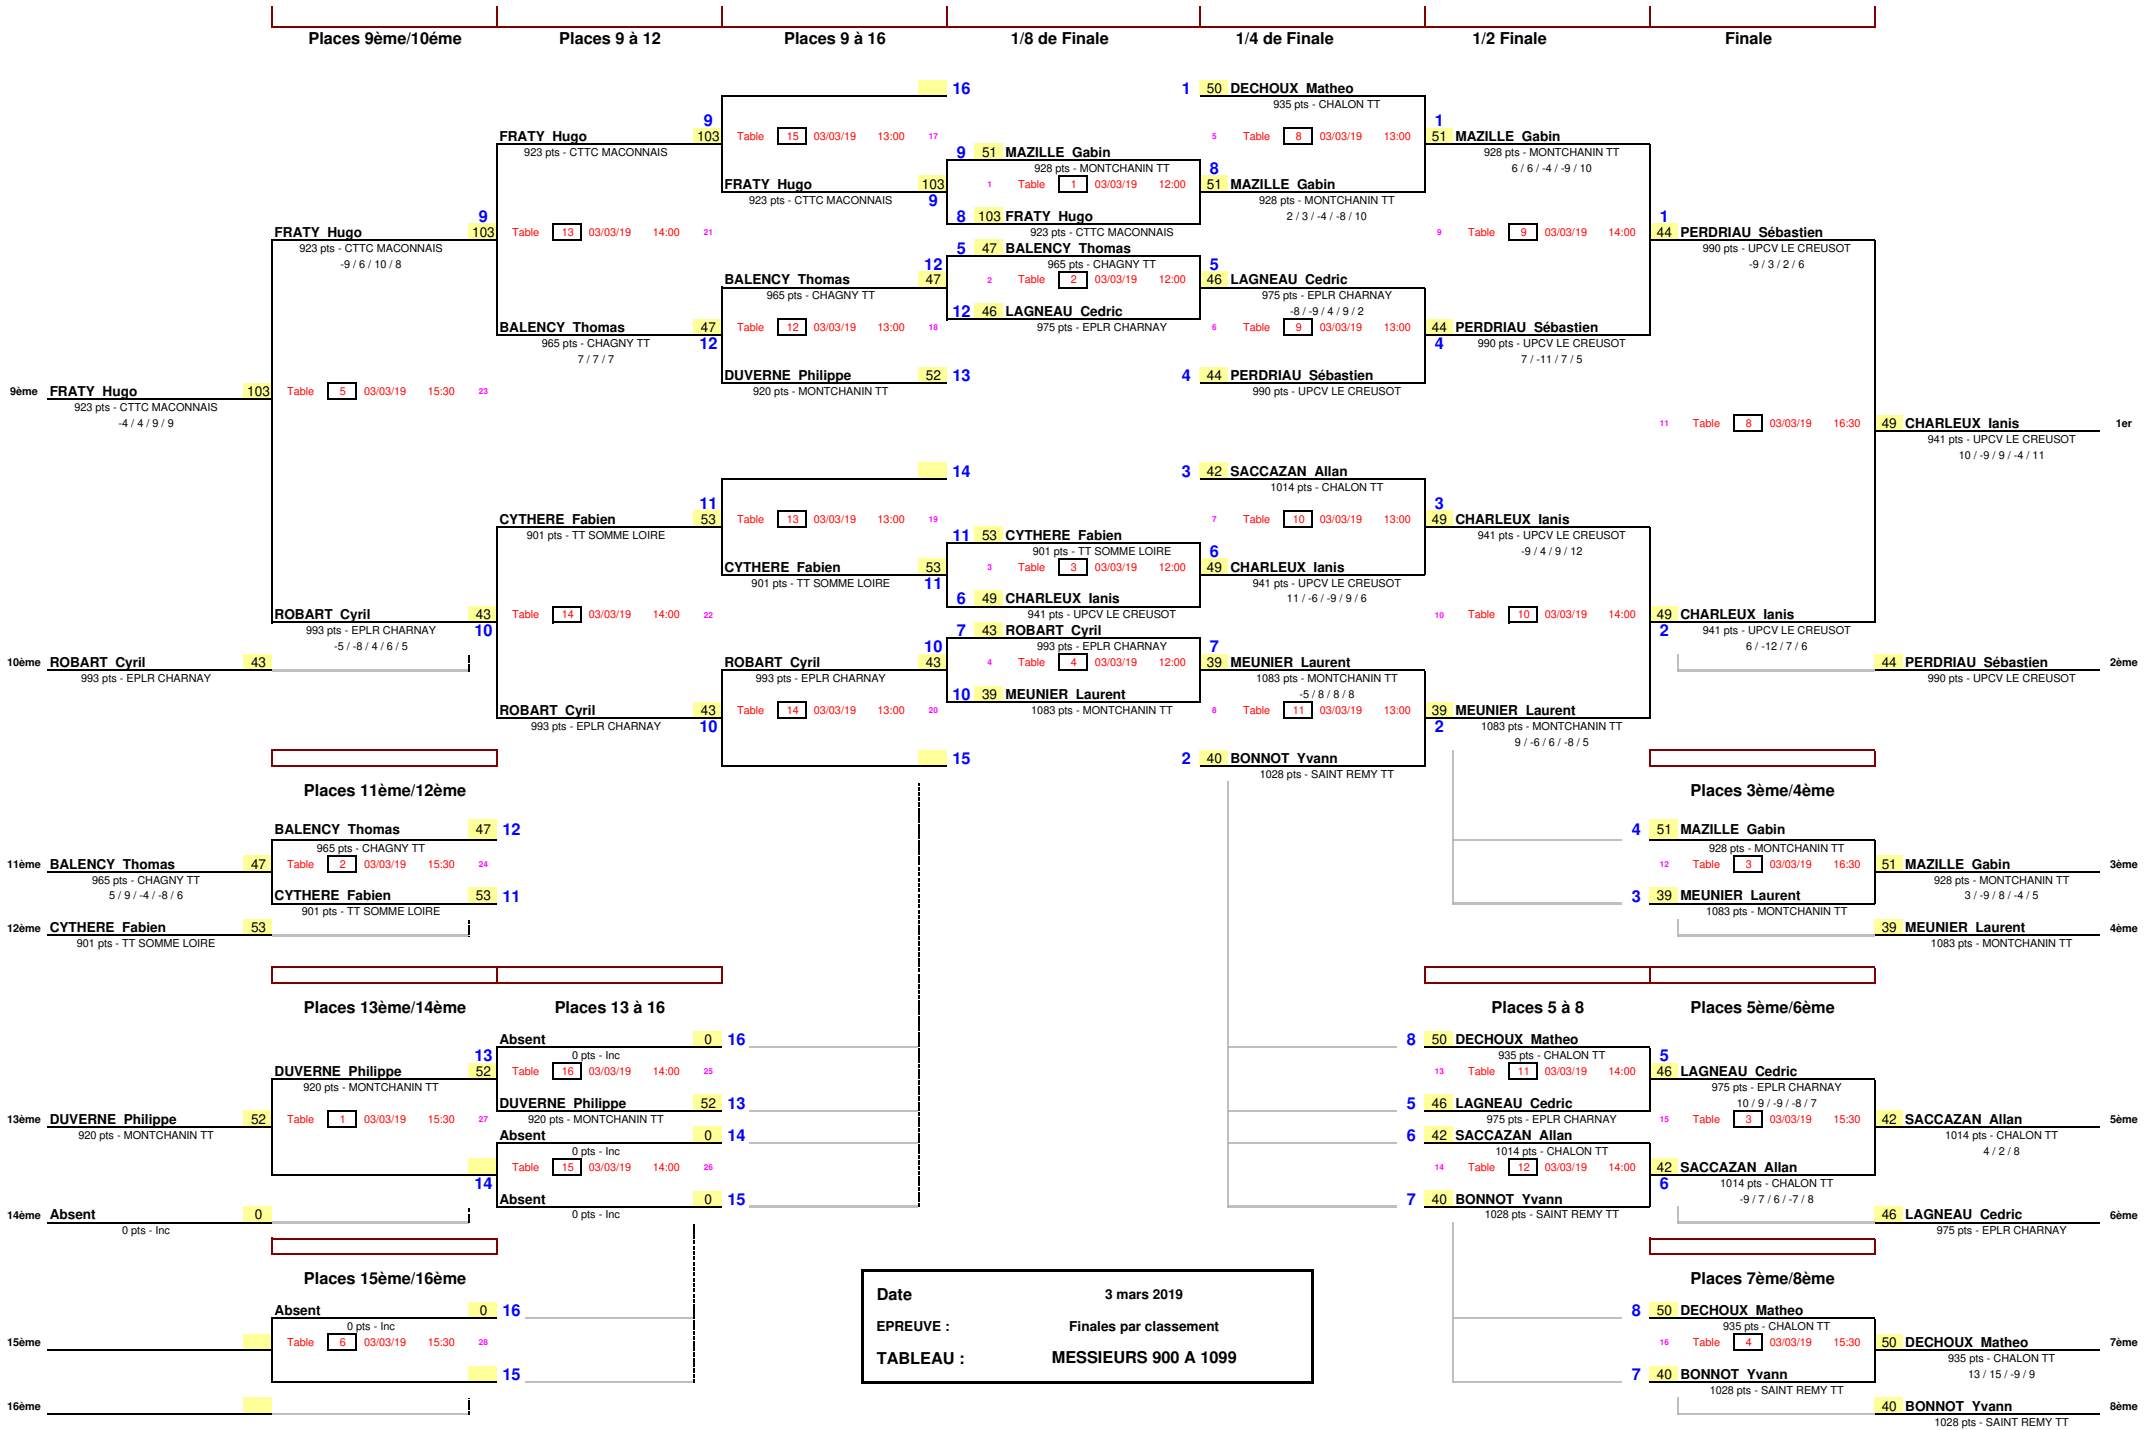 Places 9ème/10éme Places 9 à 12 Places 9 à 16 1/8 de Finale 1/4 de Finale 1/2 Finale Finale
16 1 50 DECHOUX Matheo
935 pts - CHALON TT
9 1
FRATY Hugo 103 Table 15 03/03/19 13:00 17 5 Table 8 03/03/19 13:00 51 MAZILLE Gabin
923 pts - CTTC MACONNAIS 9 51 MAZILLE Gabin 928 pts - MONTCHANIN TT
928 pts - MONTCHANIN TT 8 6 / 6 / -4 / -9 / 10
FRATY Hugo 103 1 Table 1 03/03/19 12:00 51 MAZILLE Gabin
923 pts - CTTC MACONNAIS 9 928 pts - MONTCHANIN TT
9 8 103 FRATY Hugo 2 / 3 / -4 / -8 / 10 1
FRATY Hugo 103 Table 13 03/03/19 14:00 21 923 pts - CTTC MACONNAIS 9 Table 9 03/03/19 14:00 44 PERDRIAU Sébastien
923 pts - CTTC MACONNAIS 5 47 BALENCY Thomas 990 pts - UPCV LE CREUSOT
-9 / 6 / 10 / 8 12 965 pts - CHAGNY TT 5 -9 / 3 / 2 / 6
BALENCY Thomas 47 2 Table 2 03/03/19 12:00 46 LAGNEAU Cedric
965 pts - CHAGNY TT 975 pts - EPLR CHARNAY
12 46 LAGNEAU Cedric -8 / -9 / 4 / 9 / 2
BALENCY Thomas 47 Table 12 03/03/19 13:00 18 975 pts - EPLR CHARNAY 6 Table 9 03/03/19 13:00 44 PERDRIAU Sébastien
965 pts - CHAGNY TT 12 4 990 pts - UPCV LE CREUSOT
7 / 7 / 7 7 / -11 / 7 / 5
DUVERNE Philippe 52 13 4 44 PERDRIAU Sébastien
9ème FRATY Hugo 103 Table 5 03/03/19 15:30 23 920 pts - MONTCHANIN TT 990 pts - UPCV LE CREUSOT
923 pts - CTTC MACONNAIS
-4 / 4 / 9 / 9 11 Table 8 03/03/19 16:30 49 CHARLEUX Ianis 1er
941 pts - UPCV LE CREUSOT
10 / -9 / 9 / -4 / 11
14 3 42 SACCAZAN Allan
1014 pts - CHALON TT
11 3
CYTHERE Fabien 53 Table 13 03/03/19 13:00 19 7 Table 10 03/03/19 13:00 49 CHARLEUX Ianis
901 pts - TT SOMME LOIRE 11 53 CYTHERE Fabien 941 pts - UPCV LE CREUSOT
901 pts - TT SOMME LOIRE 6 -9 / 4 / 9 / 12
CYTHERE Fabien 53 3 Table 3 03/03/19 12:00 49 CHARLEUX Ianis
901 pts - TT SOMME LOIRE 11 941 pts - UPCV LE CREUSOT
6 49 CHARLEUX Ianis 11 / -6 / -9 / 9 / 6
ROBART Cyril 43 Table 14 03/03/19 14:00 22 941 pts - UPCV LE CREUSOT 10 Table 10 03/03/19 14:00 49 CHARLEUX Ianis
993 pts - EPLR CHARNAY 10 7 43 ROBART Cyril 2 941 pts - UPCV LE CREUSOT
-5 / -8 / 4 / 6 / 5 10 993 pts - EPLR CHARNAY 7 6 / -12 / 7 / 6
10ème ROBART Cyril 43 ROBART Cyril 43 4 Table 4 03/03/19 12:00 39 MEUNIER Laurent 44 PERDRIAU Sébastien 2ème
993 pts - EPLR CHARNAY 993 pts - EPLR CHARNAY 1083 pts - MONTCHANIN TT 990 pts - UPCV LE CREUSOT
10 39 MEUNIER Laurent -5 / 8 / 8 / 8
ROBART Cyril 43 Table 14 03/03/19 13:00 20 1083 pts - MONTCHANIN TT 8 Table 11 03/03/19 13:00 39 MEUNIER Laurent
993 pts - EPLR CHARNAY 10 2 1083 pts - MONTCHANIN TT
9 / -6 / 6 / -8 / 5
15 2 40 BONNOT Yvann
1028 pts - SAINT REMY TT
Places 11ème/12ème Places 3ème/4ème
BALENCY Thomas 47 12 4 51 MAZILLE Gabin
965 pts - CHAGNY TT 928 pts - MONTCHANIN TT
11ème BALENCY Thomas 47 Table 2 03/03/19 15:30 24 12 Table 3 03/03/19 16:30 51 MAZILLE Gabin 3ème
965 pts - CHAGNY TT 928 pts - MONTCHANIN TT
5 / 9 / -4 / -8 / 6 CYTHERE Fabien 53 11 3 39 MEUNIER Laurent 3 / -9 / 8 / -4 / 5
901 pts - TT SOMME LOIRE 1083 pts - MONTCHANIN TT
12ème CYTHERE Fabien 53 39 MEUNIER Laurent 4ème
901 pts - TT SOMME LOIRE 1083 pts - MONTCHANIN TT
Places 13ème/14ème Places 13 à 16 Places 5 à 8 Places 5ème/6ème
Absent 0 16 8 50 DECHOUX Matheo
13 0 pts - Inc 935 pts - CHALON TT 5
DUVERNE Philippe 52 Table 16 03/03/19 14:00 25 13 Table 11 03/03/19 14:00 46 LAGNEAU Cedric
920 pts - MONTCHANIN TT 975 pts - EPLR CHARNAY
DUVERNE Philippe 52 13 5 46 LAGNEAU Cedric 10 / 9 / -9 / -8 / 7
13ème DUVERNE Philippe 52 Table 1 03/03/19 15:30 27 920 pts - MONTCHANIN TT 975 pts - EPLR CHARNAY 15 Table 3 03/03/19 15:30 42 SACCAZAN Allan 5ème
920 pts - MONTCHANIN TT Absent 0 14 6 42 SACCAZAN Allan 1014 pts - CHALON TT
0 pts - Inc 1014 pts - CHALON TT 4 / 2 / 8
Table 15 03/03/19 14:00 26 14 Table 12 03/03/19 14:00 42 SACCAZAN Allan
14 6 1014 pts - CHALON TT
Absent 0 15 7 40 BONNOT Yvann -9 / 7 / 6 / -7 / 8
14ème Absent 0 0 pts - Inc 1028 pts - SAINT REMY TT 46 LAGNEAU Cedric 6ème
0 pts - Inc 975 pts - EPLR CHARNAY
Places 15ème/16ème Places 7ème/8ème
Date 3 mars 2019
Absent 0 16 8 50 DECHOUX Matheo
0 pts - Inc EPREUVE : Finales par classement 935 pts - CHALON TT
15ème Table 6 03/03/19 15:30 28 16 Table 4 03/03/19 15:30 50 DECHOUX Matheo 7ème
TABLEAU : MESSIEURS 900 A 1099 935 pts - CHALON TT
15 7 40 BONNOT Yvann 13 / 15 / -9 / 9
1028 pts - SAINT REMY TT
16ème 40 BONNOT Yvann 8ème
1028 pts - SAINT REMY TT